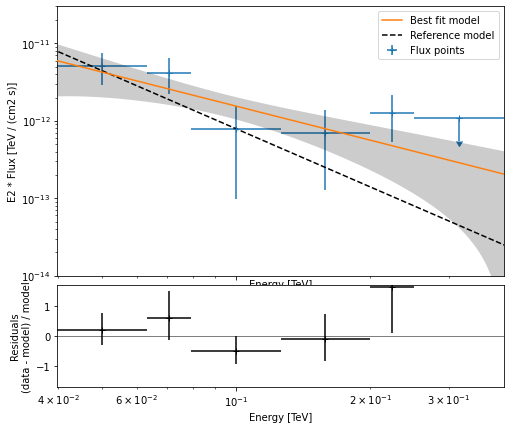 Best fit model
Reference model
Flux points
E2 * Flux [TeV / (cm2 s)]
10⁻¹¹
10⁻¹²
10⁻¹³
10⁻¹⁴
Energy [TeV]
Residuals
(data - model) / model
1
0
−1
4 × 10⁻²
6 × 10⁻²
10⁻¹
2 × 10⁻¹
3 × 10⁻¹
Energy [TeV]